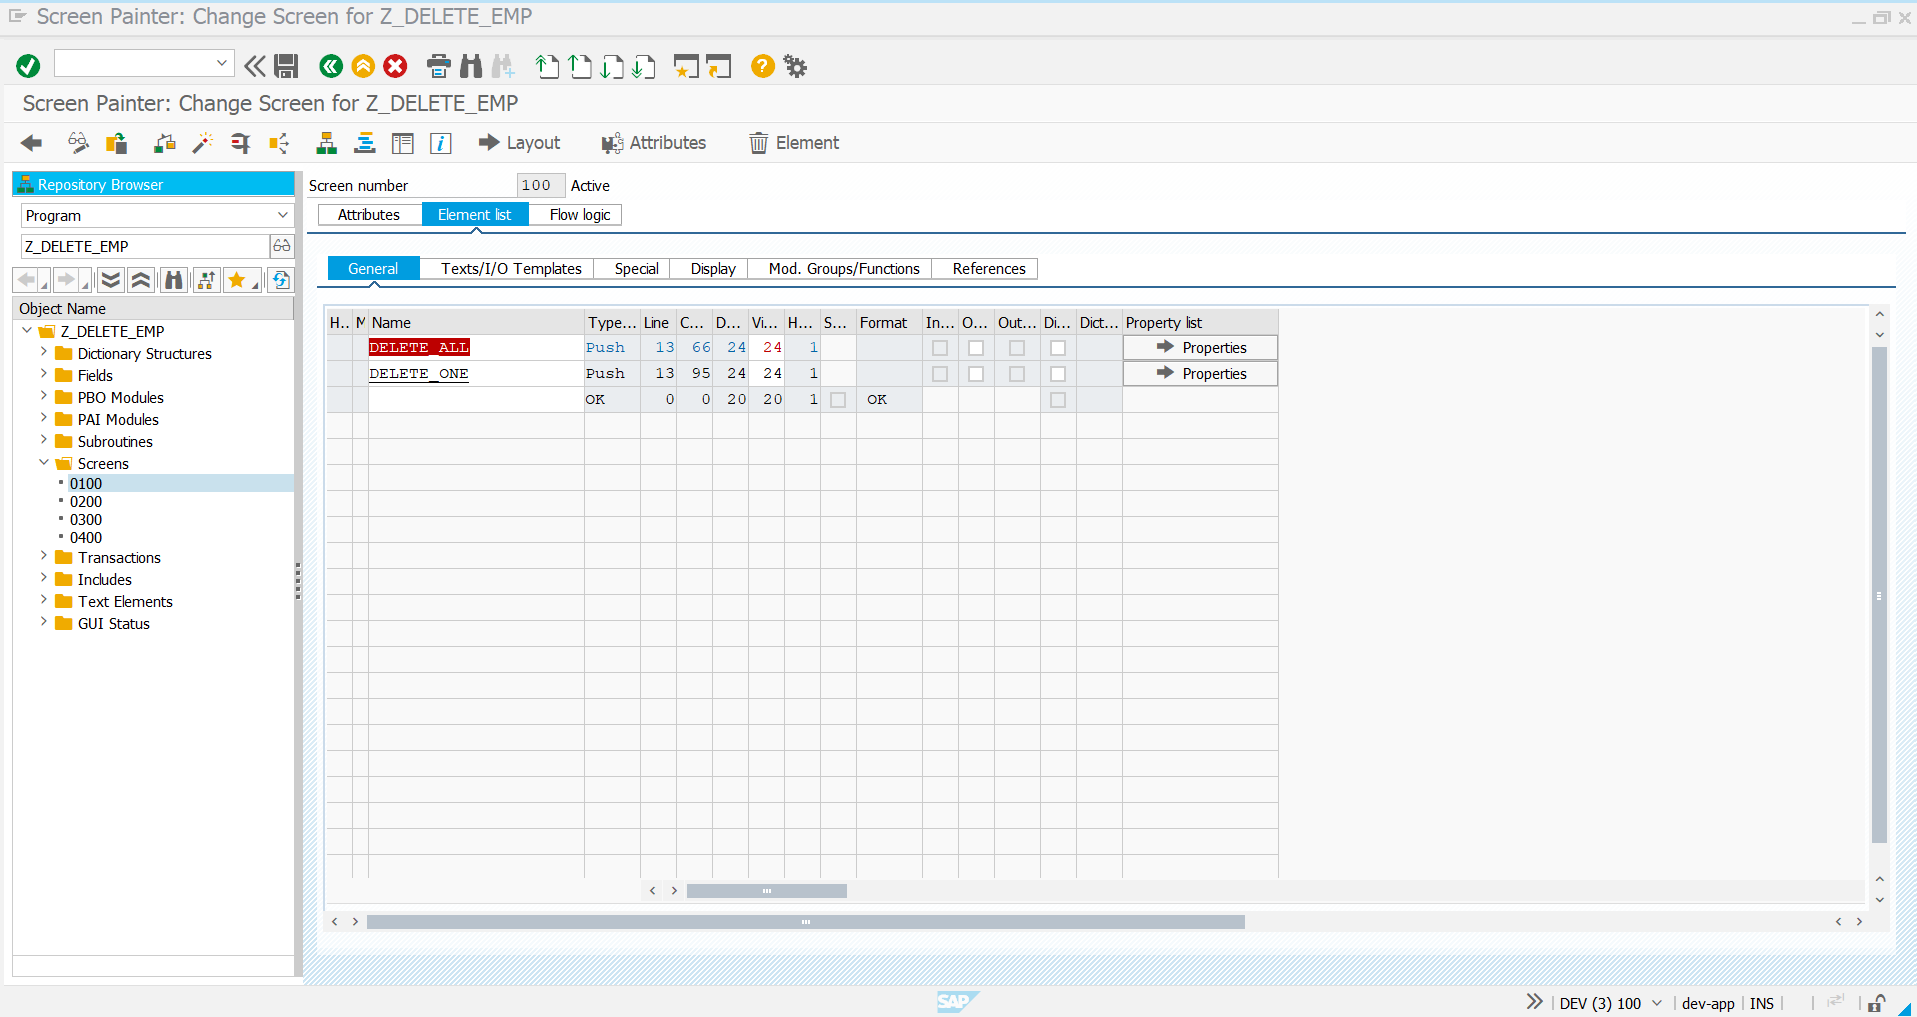 Screen Painter: Change Screen for Z_DELETE_EMP
Screen Painter: Change Screen for Z_DELETE_EMP
Layout Attributes Element
Repository Browser
Program
Z_DELETE_EMP
Object Name
Z_DELETE_EMP
Dictionary Structures
Fields
PBO Modules
PAI Modules
Subroutines
Screens
0100
0200
0300
0400
Transactions
Includes
Text Elements
GUI Status
Screen number 100 Active
Attributes Element list Flow logic
General Texts/I/O Templates Special Display Mod. Groups/Functions References
H.. M Name Type... Line C... D... Vi... H... S... Format In... O... Out... Di... Dict... Property list
DELETE_ALL Push 13 66 24 24 1 Properties
DELETE_ONE Push 13 95 24 24 1 Properties
OK 0 0 20 20 1 OK
SAP
DEV (3) 100 dev-app INS